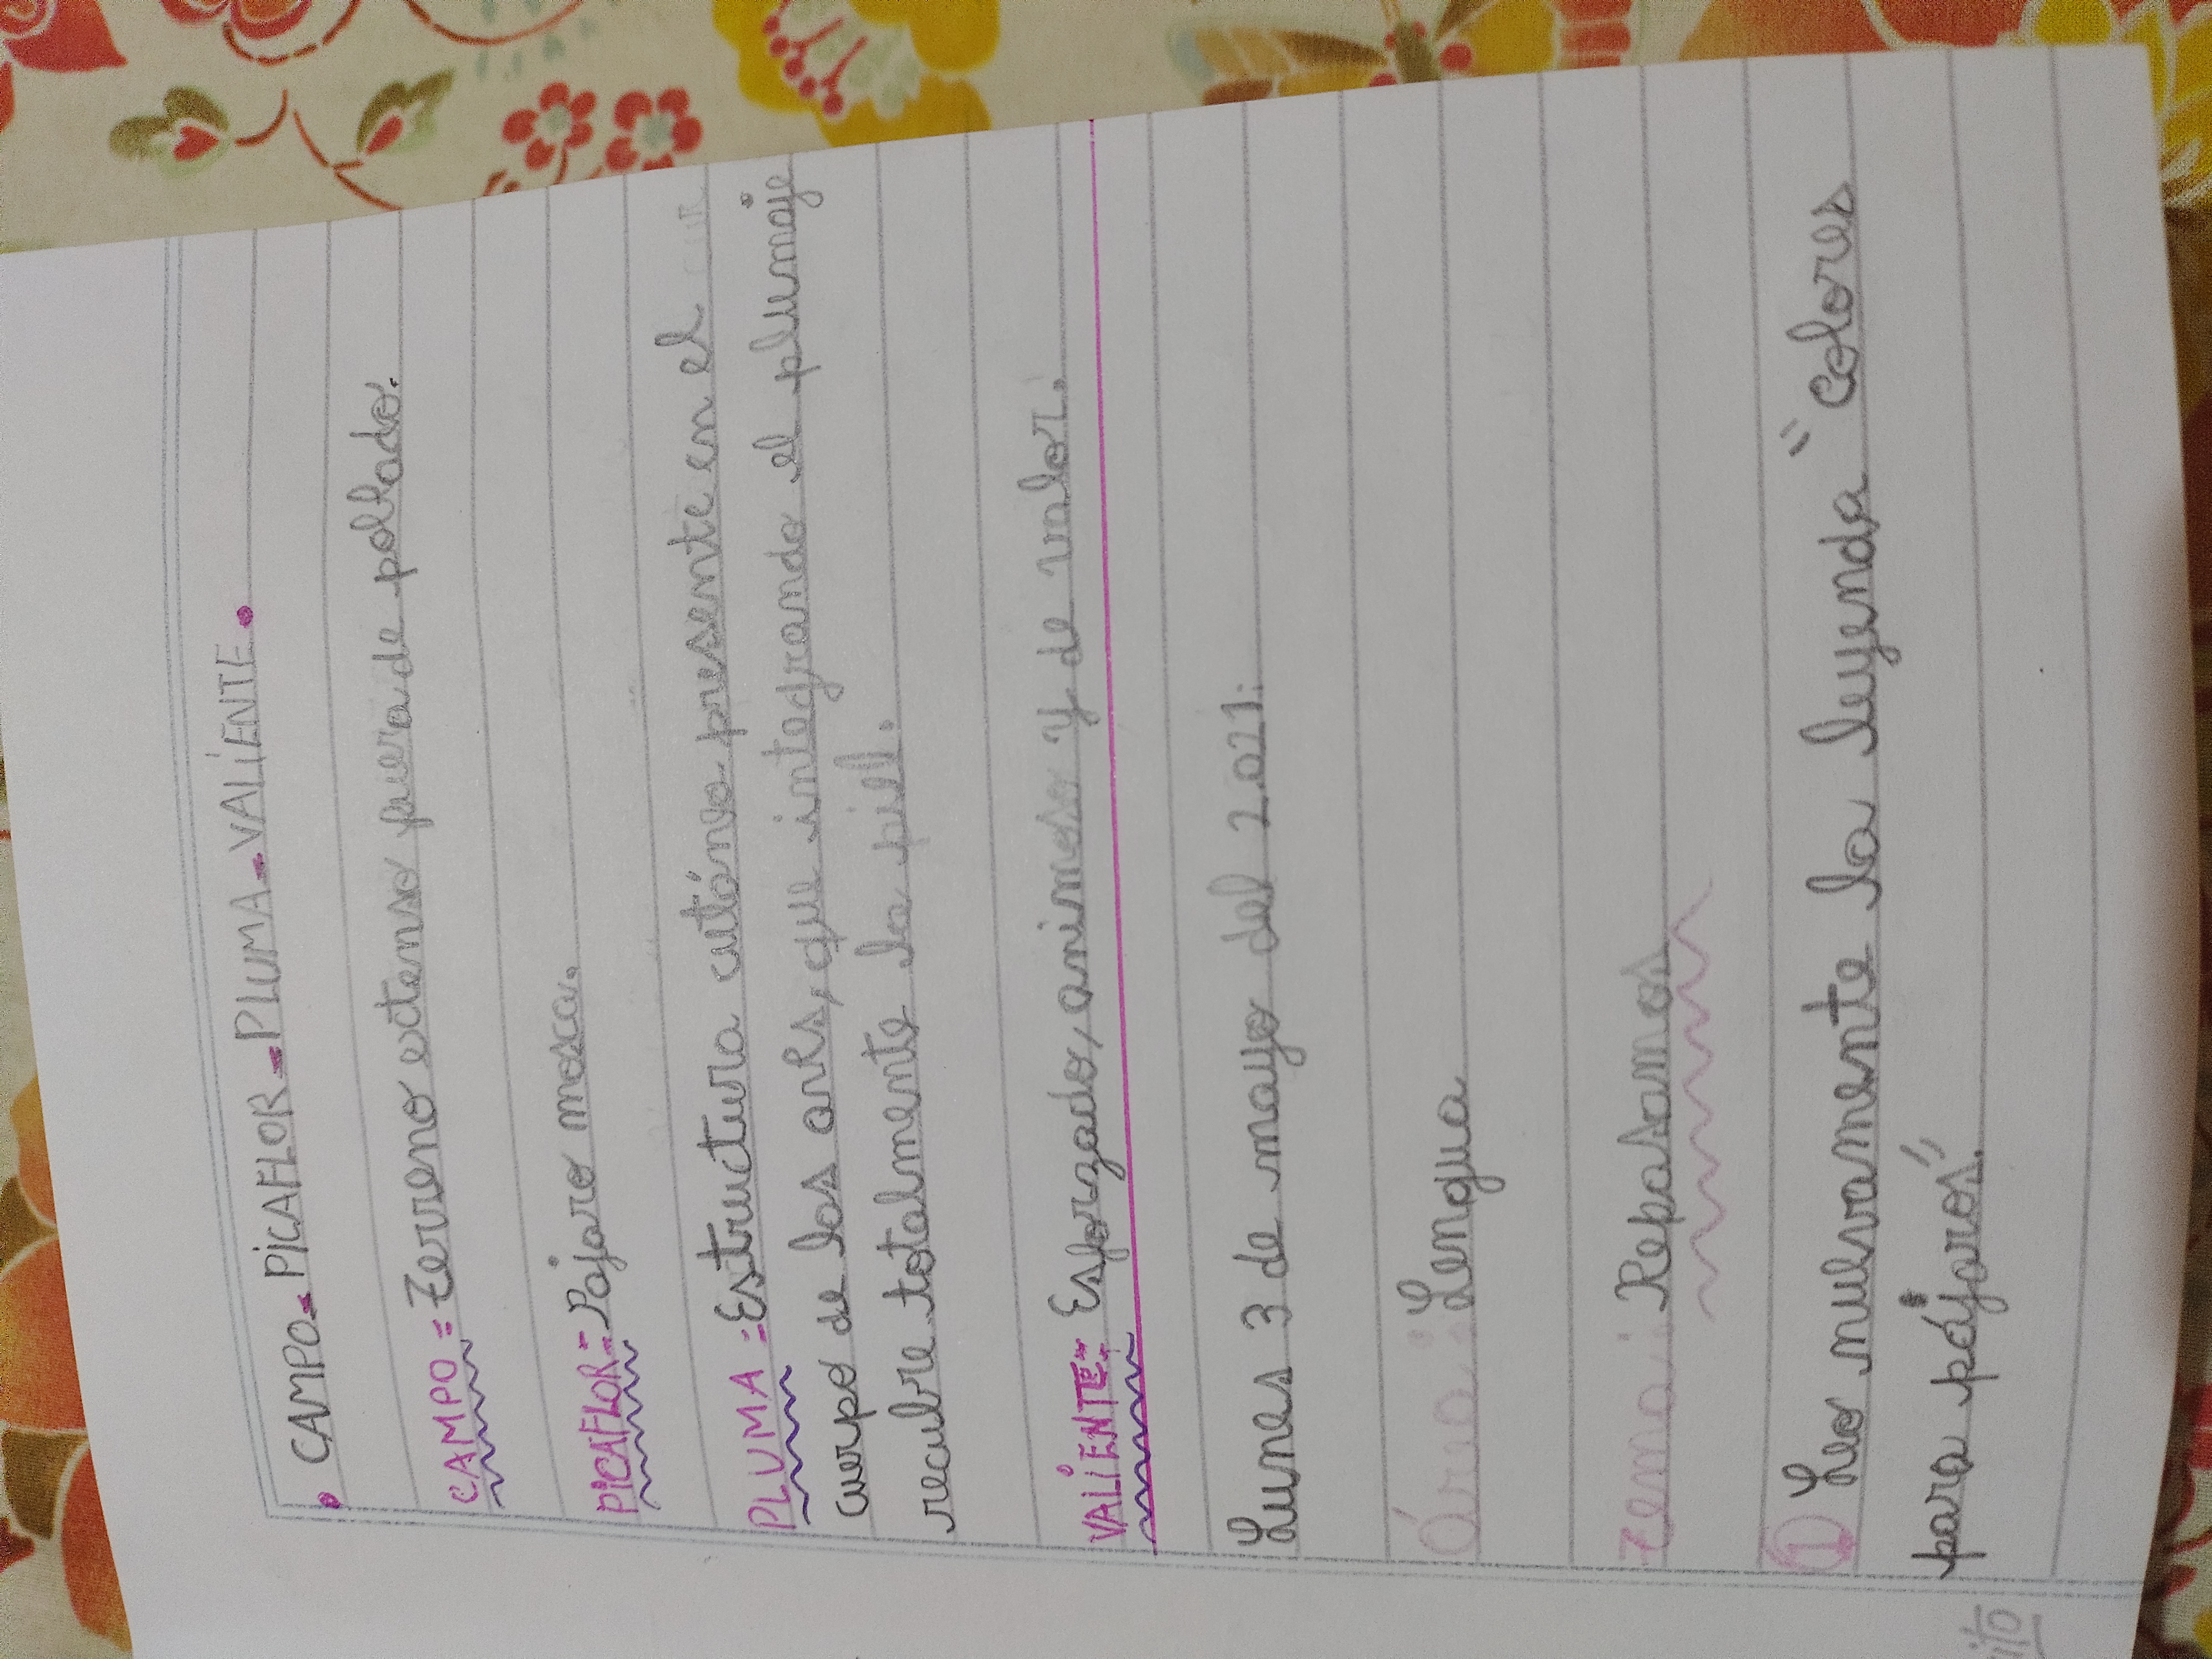 • CAMPO-PICAFLOR-PLUMA-VALIENTE.
CAMPO = Terreno extenso fuera de poblado.
PICAFLOR = Pájaro mosca.
PLUMA = Estructura cutánea presente en el
cuerpo de las aves, que integrando el plumaje
recubre totalmente la piel.
VALIENTE = Esforzado, animoso y de valor.
Lunes 3 de mayo del 2.021.
Área: Lengua
Tema: Repasamos
1 Leo nuevamente la leyenda "Colores
para pájaros".